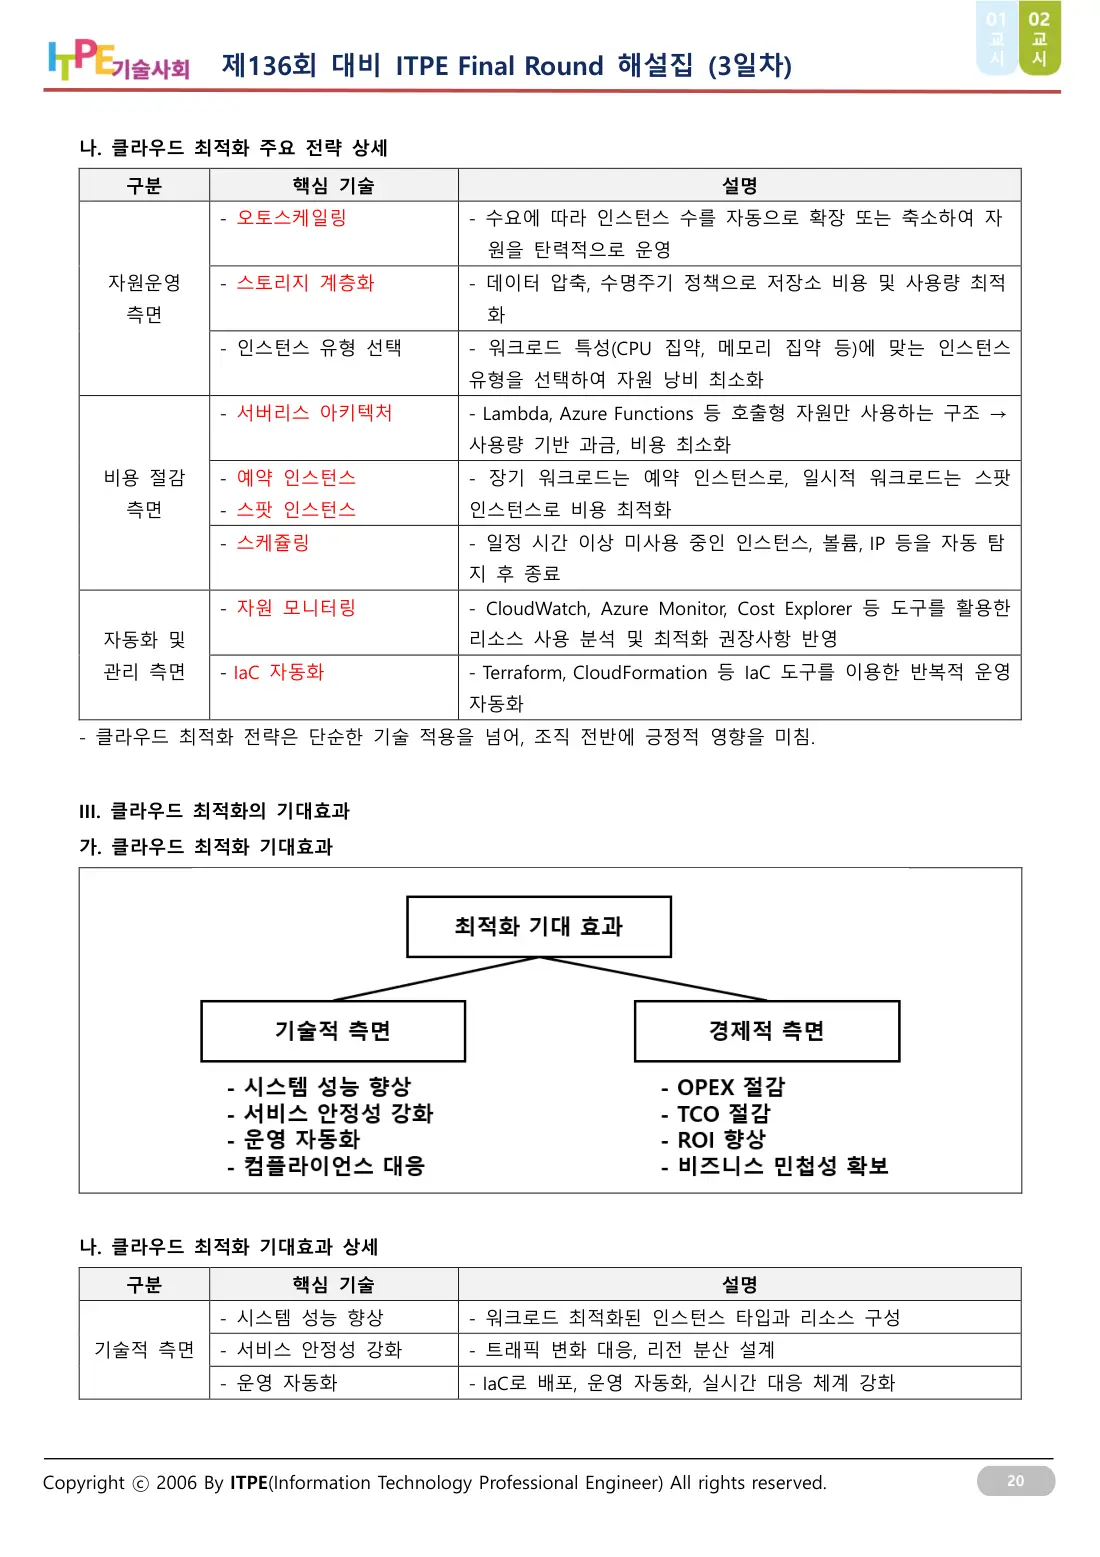 ITPE기술사회 제136회 대비 ITPE Final Round 해설집 (3일차)
01 교시
02 교시
나. 클라우드 최적화 주요 전략 상세
구분 핵심 기술 설명
자원운영 측면
- 오토스케일링
- 수요에 따라 인스턴스 수를 자동으로 확장 또는 축소하여 자
원을 탄력적으로 운영
- 스토리지 계층화
- 데이터 압축, 수명주기 정책으로 저장소 비용 및 사용량 최적
화
- 인스턴스 유형 선택
- 워크로드 특성(CPU 집약, 메모리 집약 등)에 맞는 인스턴스
유형을 선택하여 자원 낭비 최소화
비용 절감
측면
- 서버리스 아키텍처
- Lambda, Azure Functions 등 호출형 자원만 사용하는 구조 →
사용량 기반 과금, 비용 최소화
- 예약 인스턴스
- 스팟 인스턴스
- 장기 워크로드는 예약 인스턴스로, 일시적 워크로드는 스팟
인스턴스로 비용 최적화
- 스케쥴링
- 일정 시간 이상 미사용 중인 인스턴스, 볼륨, IP 등을 자동 탐
지 후 종료
자동화 및
관리 측면
- 자원 모니터링
- CloudWatch, Azure Monitor, Cost Explorer 등 도구를 활용한
리소스 사용 분석 및 최적화 권장사항 반영
- IaC 자동화
- Terraform, CloudFormation 등 IaC 도구를 이용한 반복적 운영
자동화
- 클라우드 최적화 전략은 단순한 기술 적용을 넘어, 조직 전반에 긍정적 영향을 미침.
III. 클라우드 최적화의 기대효과
가. 클라우드 최적화 기대효과
최적화 기대 효과
기술적 측면
- 시스템 성능 향상
- 서비스 안정성 강화
- 운영 자동화
- 컴플라이언스 대응
경제적 측면
- OPEX 절감
- TCO 절감
- ROI 향상
- 비즈니스 민첩성 확보
나. 클라우드 최적화 기대효과 상세
구분 핵심 기술 설명
기술적 측면
- 시스템 성능 향상 - 워크로드 최적화된 인스턴스 타입과 리소스 구성
- 서비스 안정성 강화 - 트래픽 변화 대응, 리전 분산 설계
- 운영 자동화 - IaC로 배포, 운영 자동화, 실시간 대응 체계 강화
Copyright ⓒ 2006 By ITPE(Information Technology Professional Engineer) All rights reserved.
20